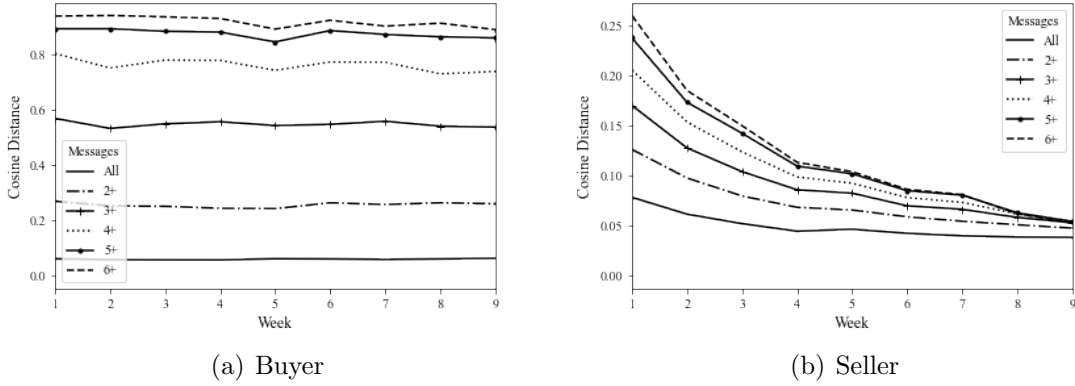 Cosine Distance
0.8
0.6
0.4
0.2
0.0
Messages
All
2+
3+
4+
5+
6+
1 2 3 4 5 6 7 8 9
Week
(a) Buyer
Cosine Distance
0.25
0.20
0.15
0.10
0.05
0.00
Messages
All
2+
3+
4+
5+
6+
1 2 3 4 5 6 7 8 9
Week
(b) Seller